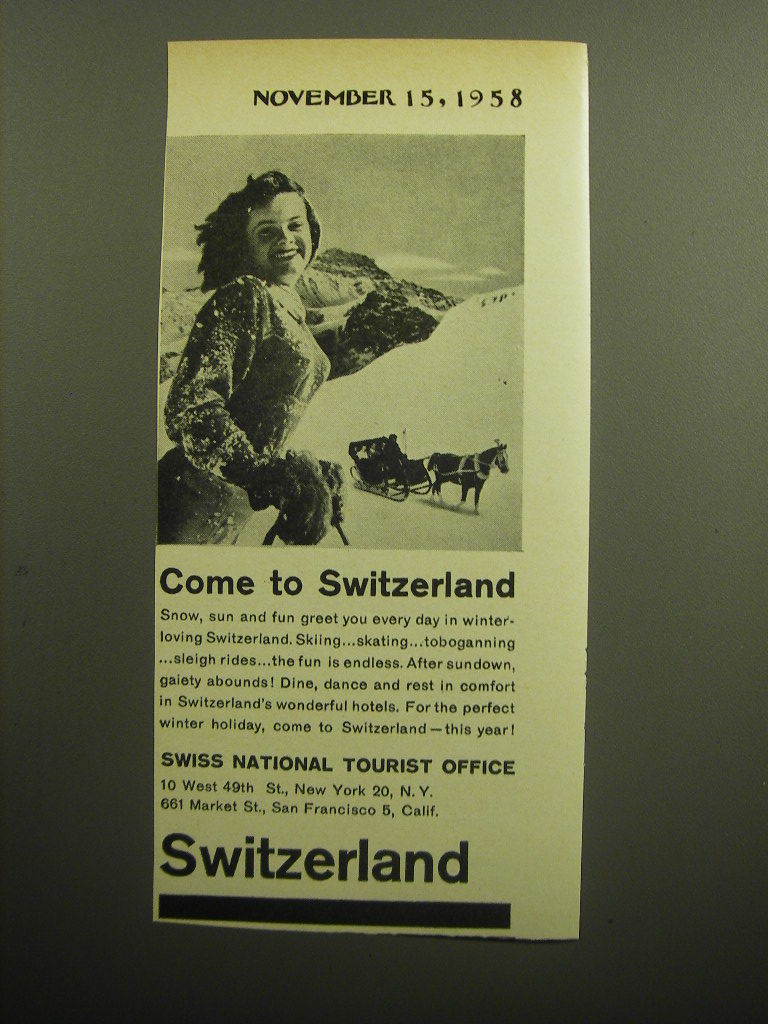 NOVEMBER 15, 1958
Come to Switzerland
Snow, sun and fun greet you every day in winter-
loving Switzerland. Skiing...skating...toboganning
...sleigh rides...the fun is endless. After sundown,
gaiety abounds! Dine, dance and rest in comfort
in Switzerland's wonderful hotels. For the perfect
winter holiday, come to Switzerland—this year!
SWISS NATIONAL TOURIST OFFICE
10 West 49th St., New York 20, N.Y.
661 Market St., San Francisco 5, Calif.
Switzerland